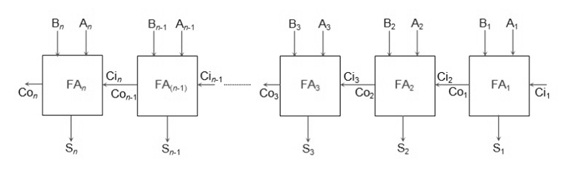 Bn An Bn-1 An-1 B3 A3 B2 A2 B1 A1
FAn Cin FA(n-1) Cin-1 FA3 Ci3 FA2 Ci2 FA1
Con Con-1 Co3 Co2 Co1 Ci1
Sn Sn-1 S3 S2 S1